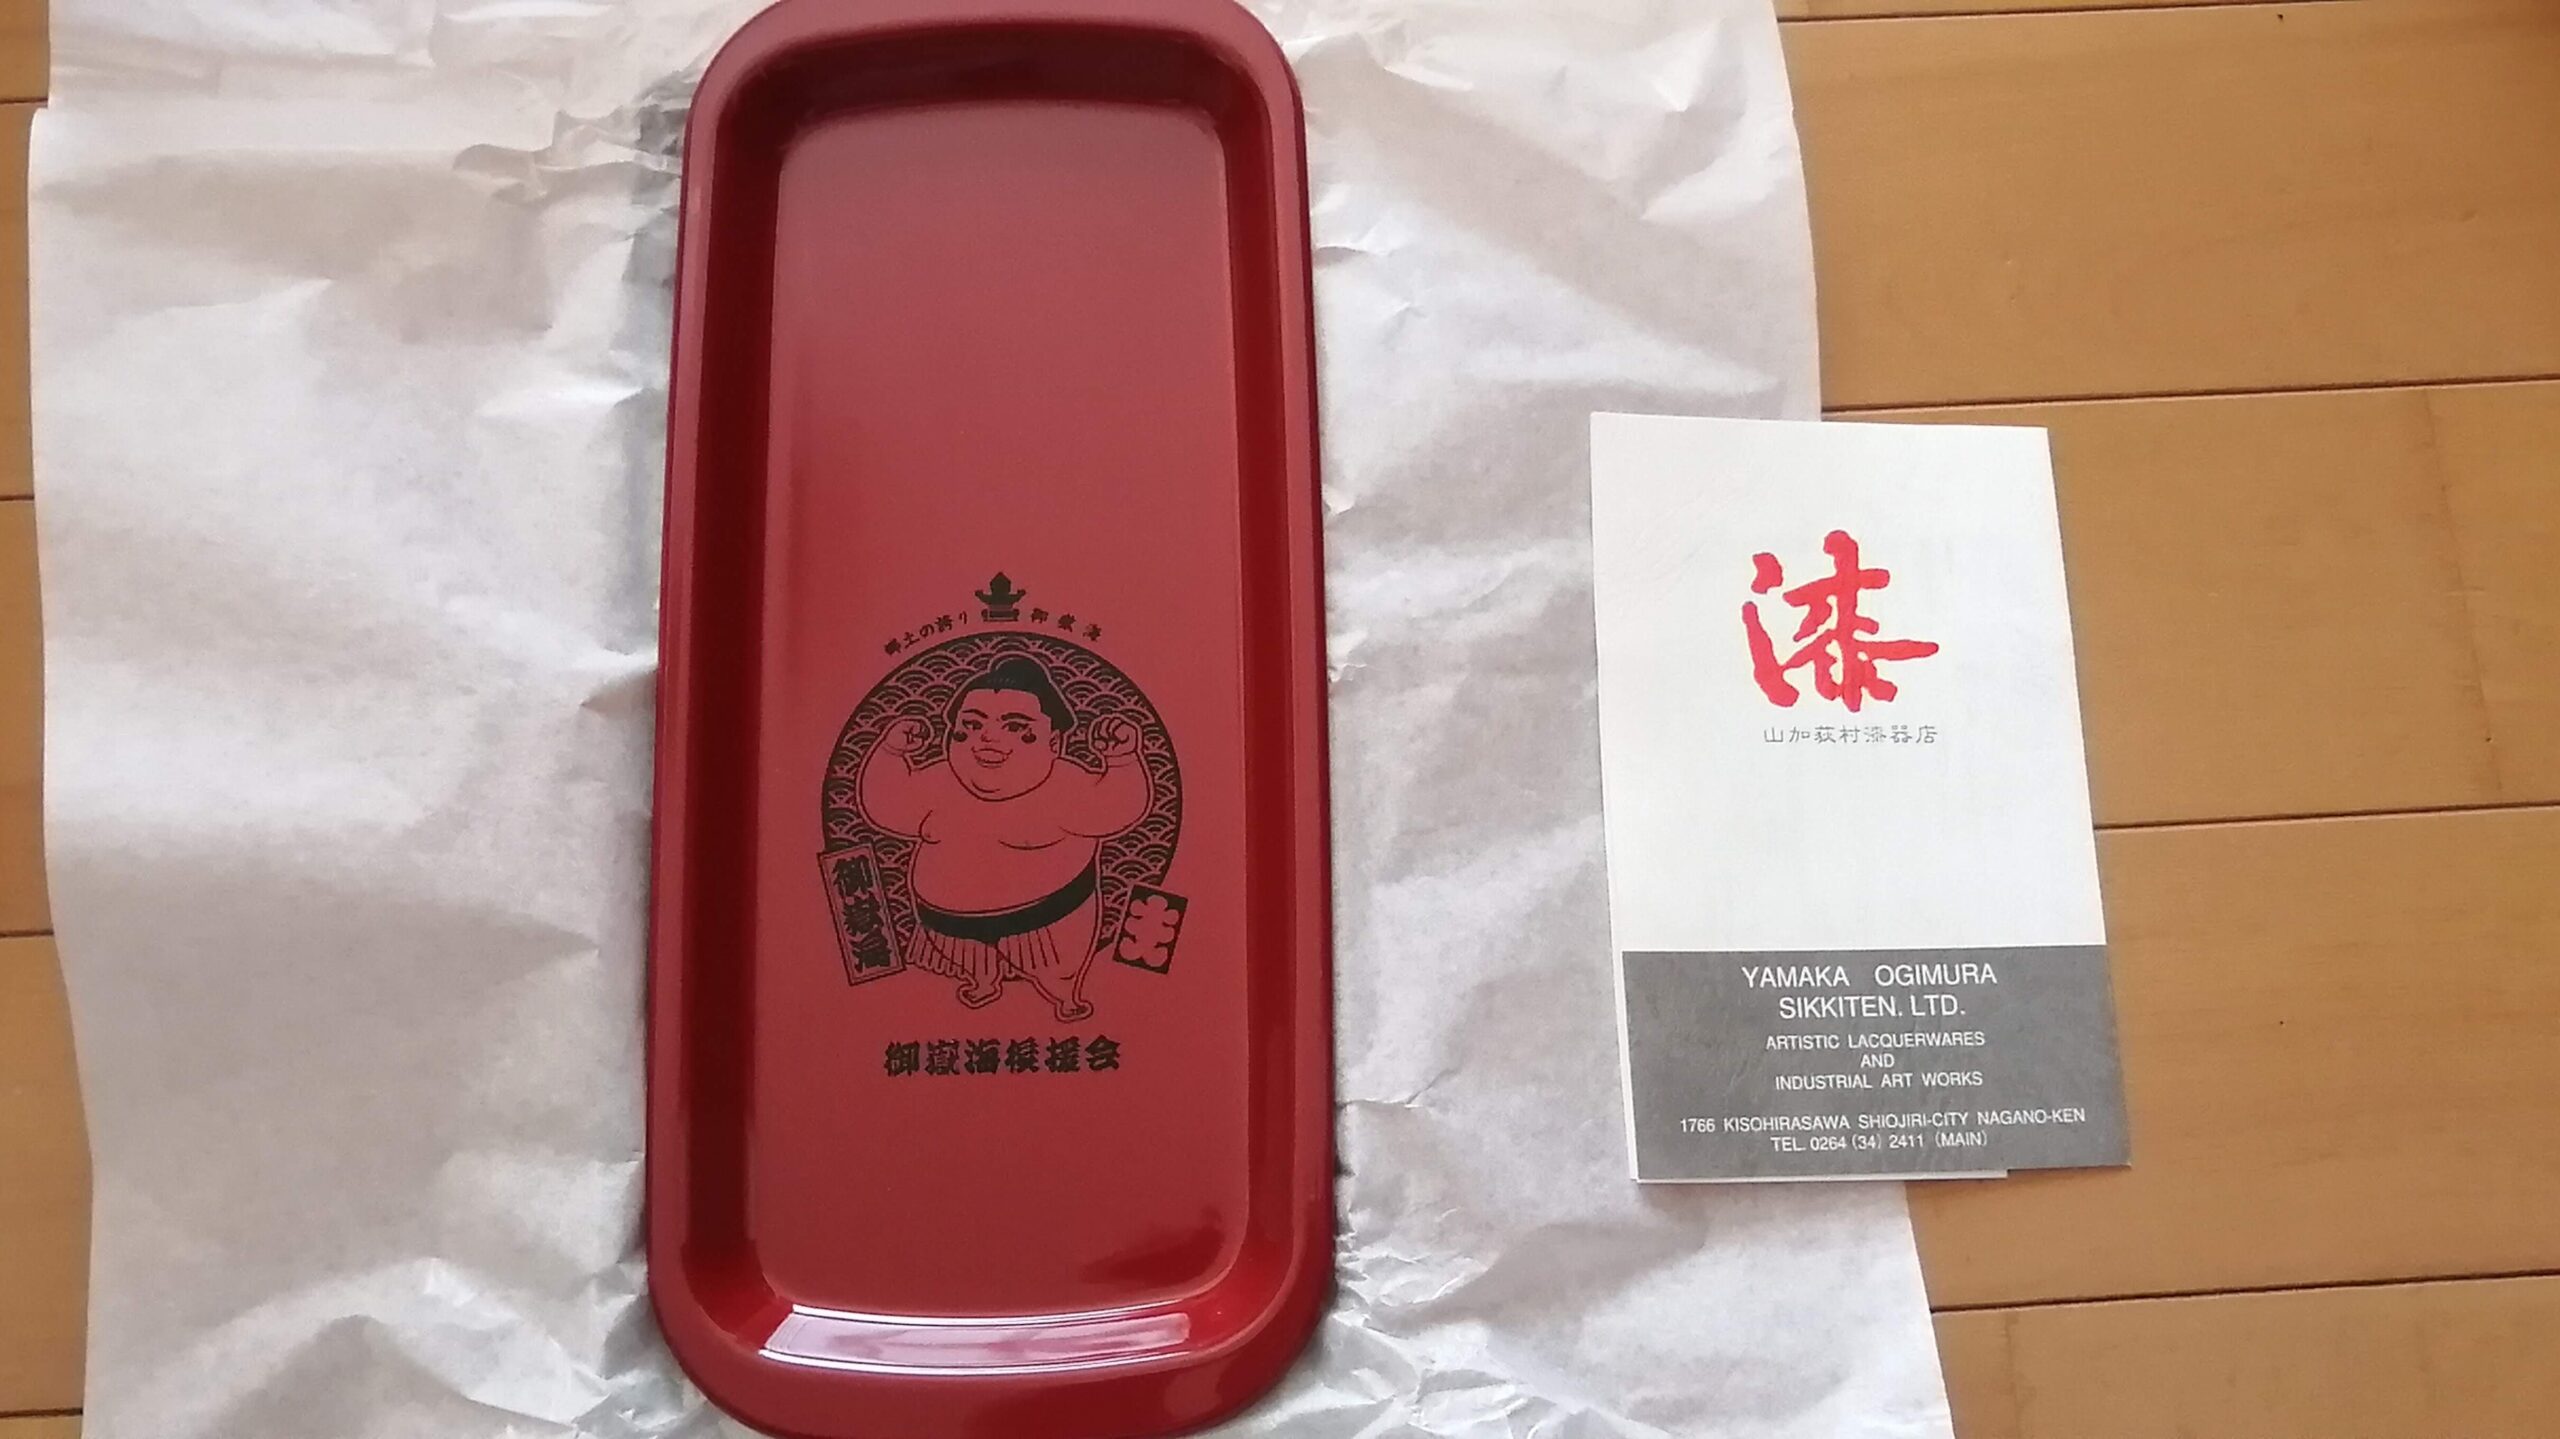 郷土の誇り 御嶽海
御嶽海
大关
御嶽海後援会
漆
山加荻村漆器店
YAMAKA OGIMURA
SIKKITEN. LTD.
ARTISTIC LACQUERWARES
AND
INDUSTRIAL ART WORKS
1766 KISOHIRASAWA SHIOJIRI-CITY NAGANO-KEN
TEL. 0264 (34) 2411 (MAIN)